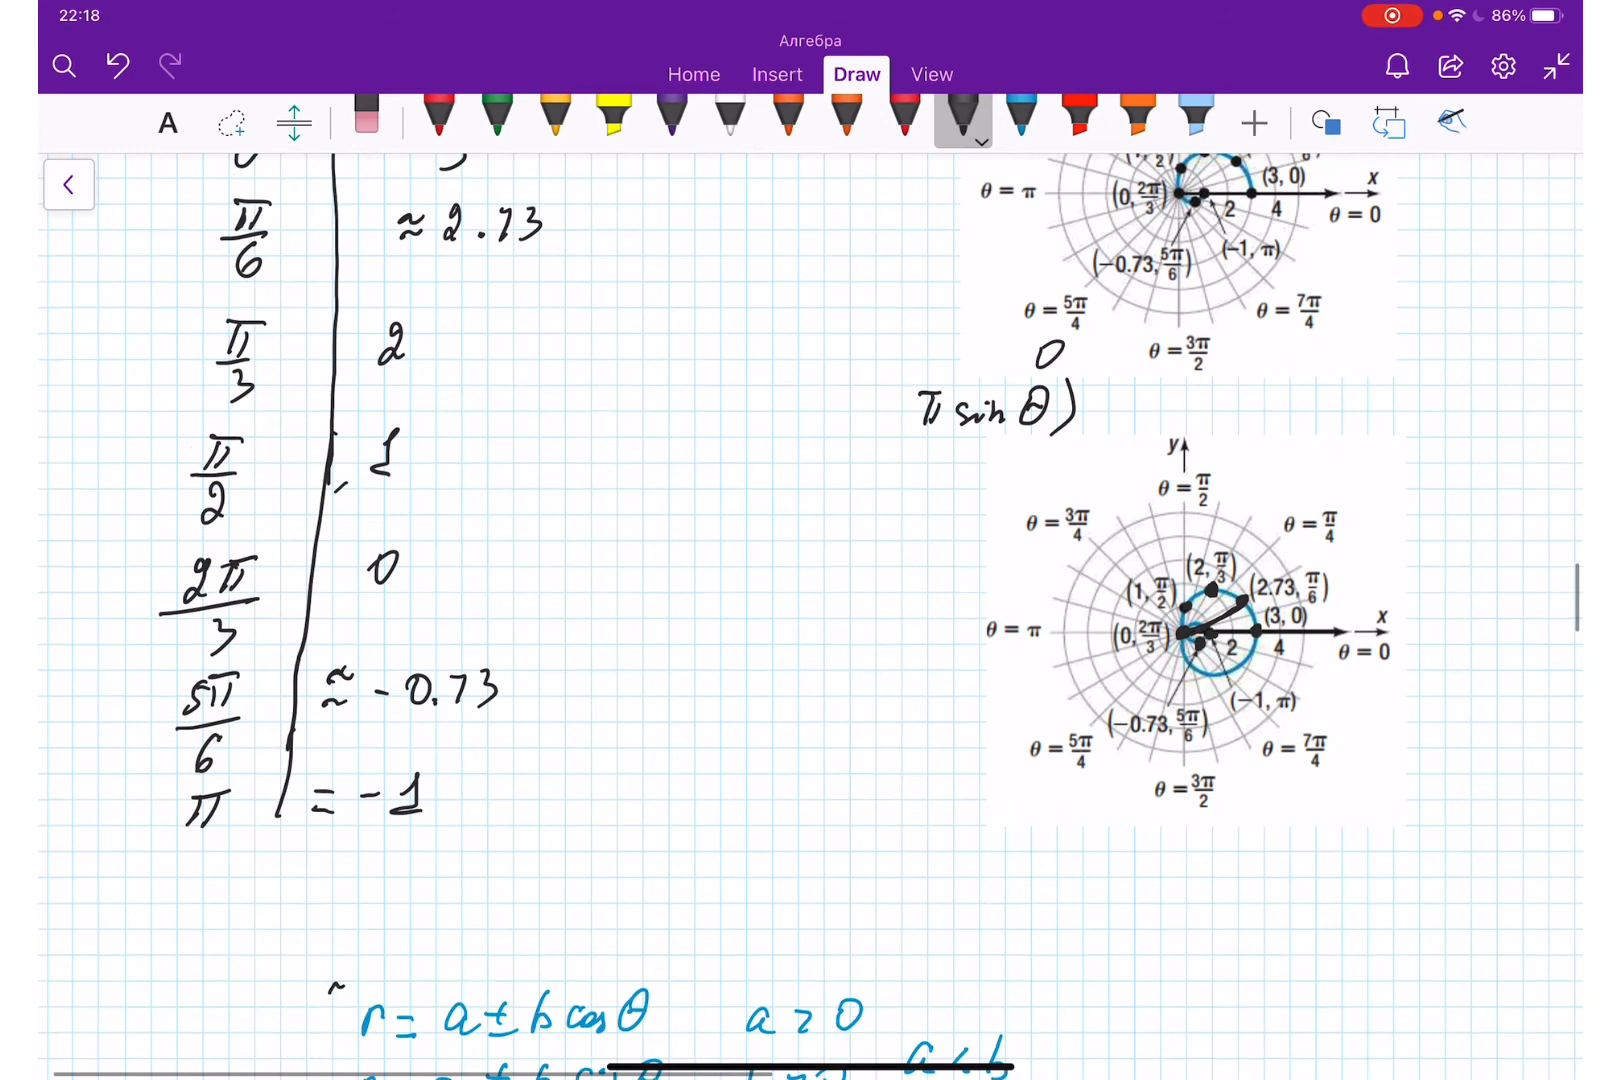 22:18
86%
Алгебра
Home Insert Draw View
A
π/6 ≈ 2.73
π/3 2
π/2 1
2π/3 0
5π/6 ≈ -0.73
π = -1
(3, 0)
x
θ = π
(0, 2π/3)
2 4
θ = 0
(−1, π)
(−0.73, 5π/6)
θ = 5π/4
θ = 7π/4
0
θ = 3π/2
π sin θ)
y
θ = π/2
θ = 3π/4
θ = π/4
(2, π/3)
(1, π/2)
(2.73, π/6)
(3, 0)
x
θ = π
(0, 2π/3)
2 4
θ = 0
(−1, π)
(−0.73, 5π/6)
θ = 5π/4
θ = 7π/4
θ = 3π/2
r = a ± b cos θ a > 0
a < b